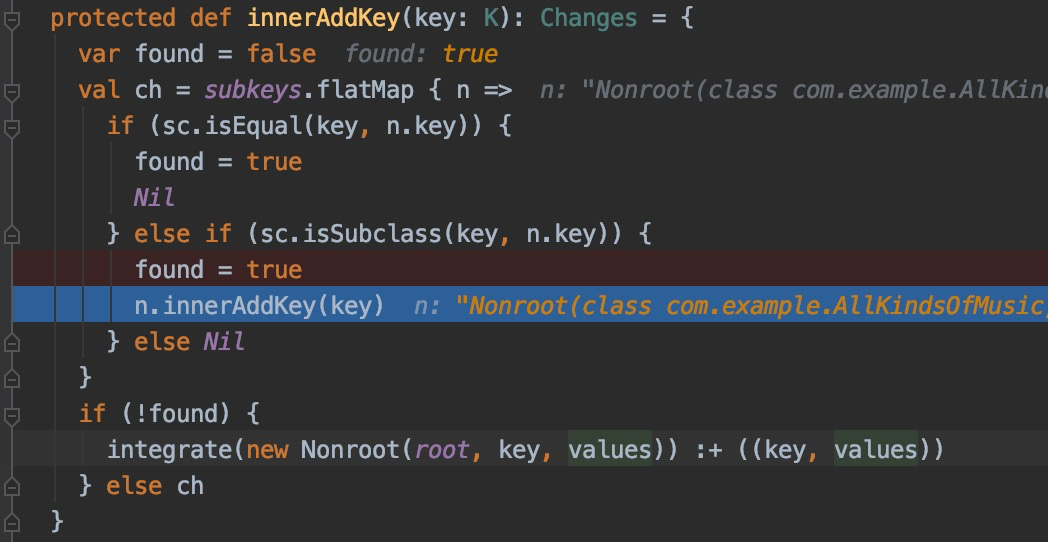 protected def innerAddKey(key: K): Changes = {
var found = false found: true
val ch = subkeys.flatMap { n => n: "Nonroot(class com.example.AllKin
if (sc.isEqual(key, n.key)) {
found = true
Nil
} else if (sc.isSubclass(key, n.key)) {
found = true
n.innerAddKey(key) n: "Nonroot(class com.example.AllKindsOfMusic,
} else Nil
}
if (!found) {
integrate(new Nonroot(root, key, values)) :+ ((key, values))
} else ch
}